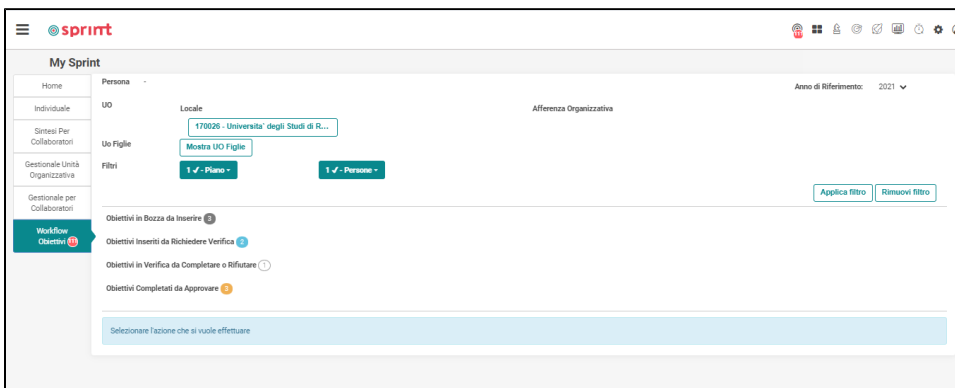 sprint
My Sprint
Home
Individuale
Sintesi Per
Collaboratori
Gestionale Unità
Organizzativa
Gestionale per
Collaboratori
Workflow
Obiettivi
Persona -
Anno di Riferimento: 2021
UO Locale Afferenza Organizzativa
170026 - Universita' degli Studi di R...
Uo Figlie Mostra UO Figlie
Filtri 1 ✓ - Piano 1 ✓ - Persone
Applica filtro Rimuovi filtro
Obiettivi in Bozza da Inserire 3
Obiettivi Inseriti da Richiedere Verifica 2
Obiettivi in Verifica da Completare o Rifiutare 1
Obiettivi Completati da Approvare 3
Selezionare l'azione che si vuole effettuare